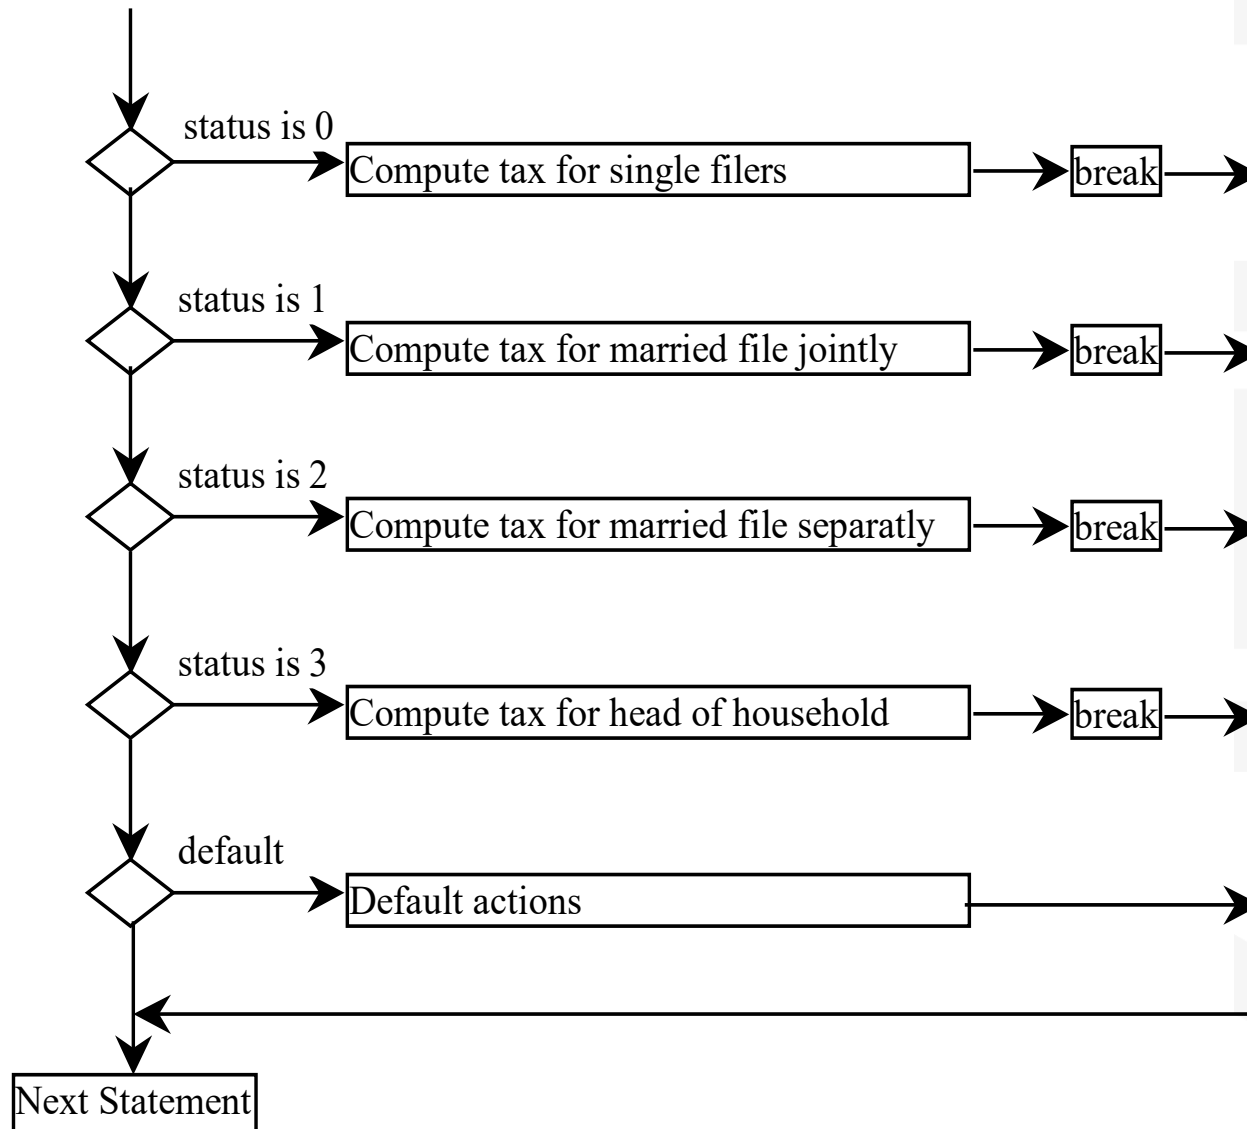 status is 0
Compute tax for single filers
break
status is 1
Compute tax for married file jointly
break
status is 2
Compute tax for married file separatly
break
status is 3
Compute tax for head of household
break
default
Default actions
Next Statement